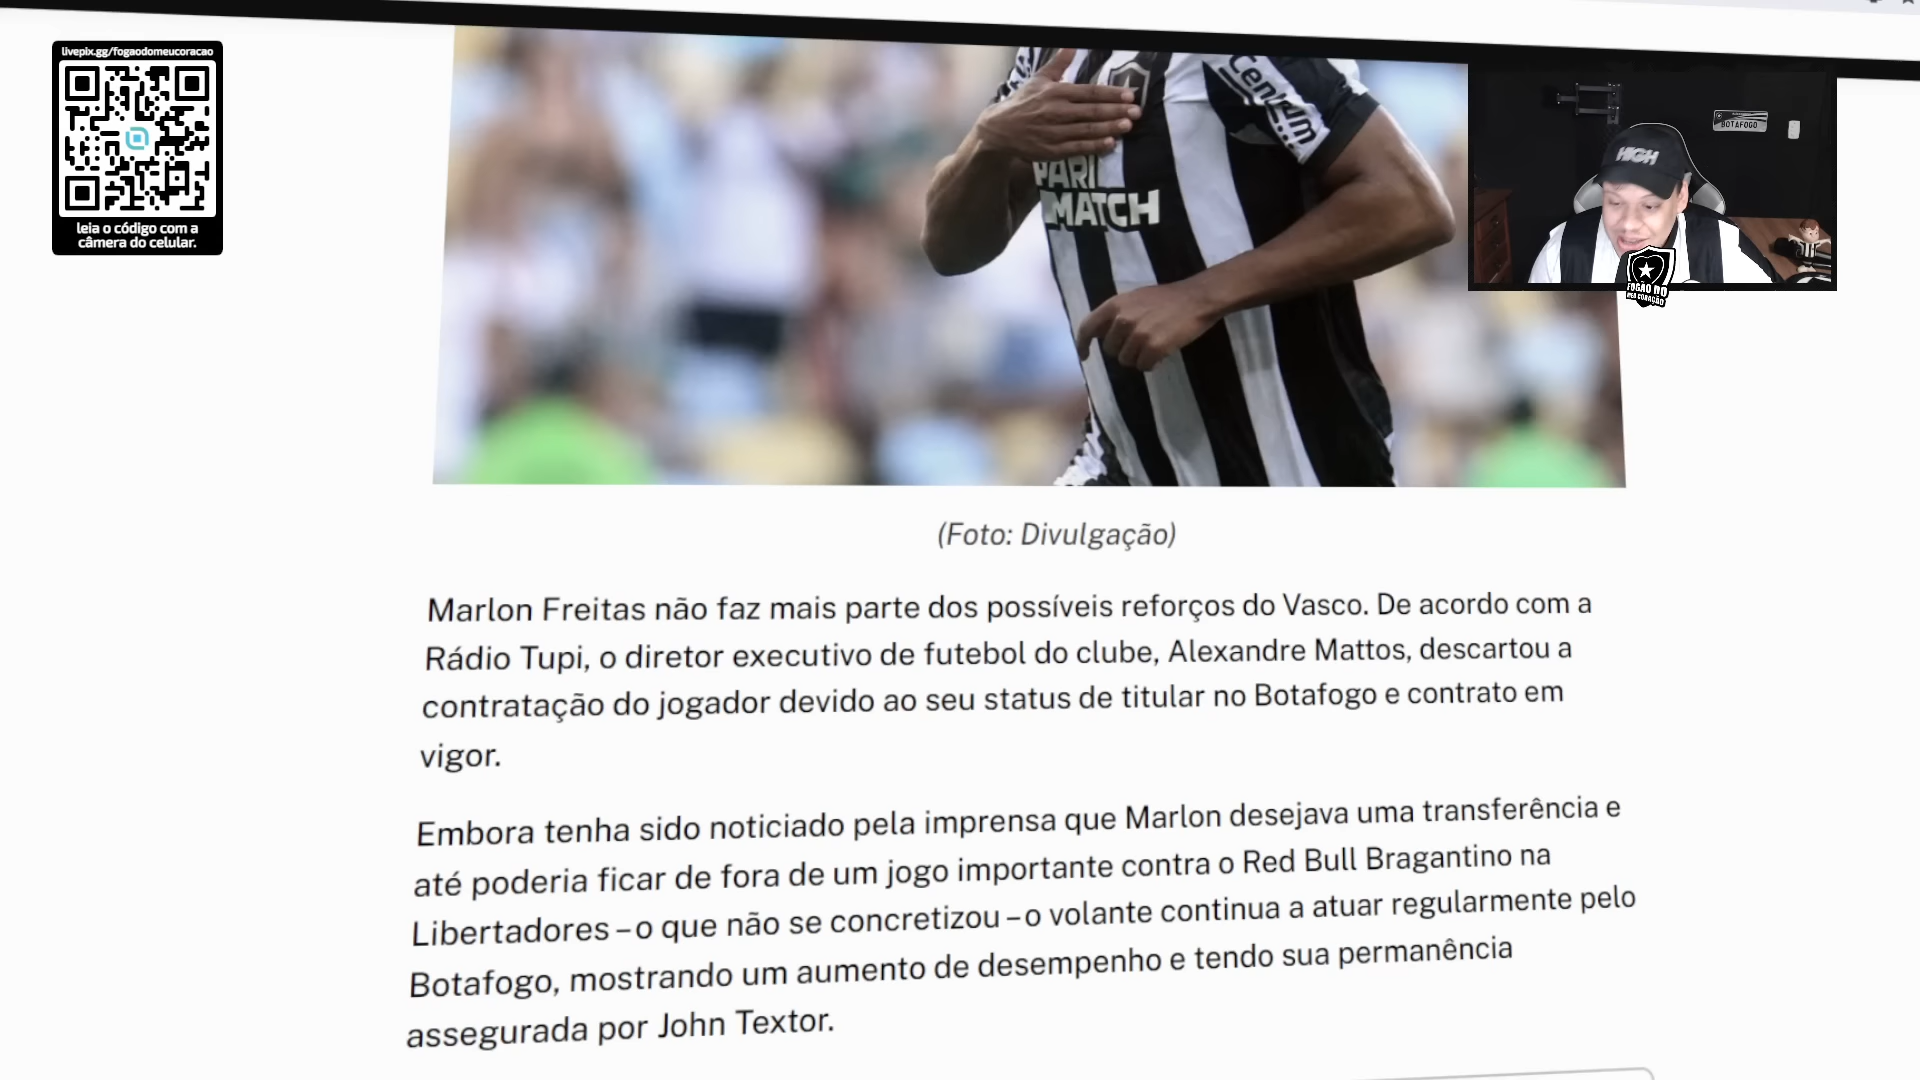 livepix.gg/fogaodomeucoracao
leia o código com a
câmera do celular.
Centrum
PARI
MATCH
BOTAFOGO
HIGH
FOGÃO DO
MEU CORAÇÃO
(Foto: Divulgação)
Marlon Freitas não faz mais parte dos possíveis reforços do Vasco. De acordo com a
Rádio Tupi, o diretor executivo de futebol do clube, Alexandre Mattos, descartou a
contratação do jogador devido ao seu status de titular no Botafogo e contrato em
vigor.
Embora tenha sido noticiado pela imprensa que Marlon desejava uma transferência e
até poderia ficar de fora de um jogo importante contra o Red Bull Bragantino na
Libertadores – o que não se concretizou – o volante continua a atuar regularmente pelo
Botafogo, mostrando um aumento de desempenho e tendo sua permanência
assegurada por John Textor.